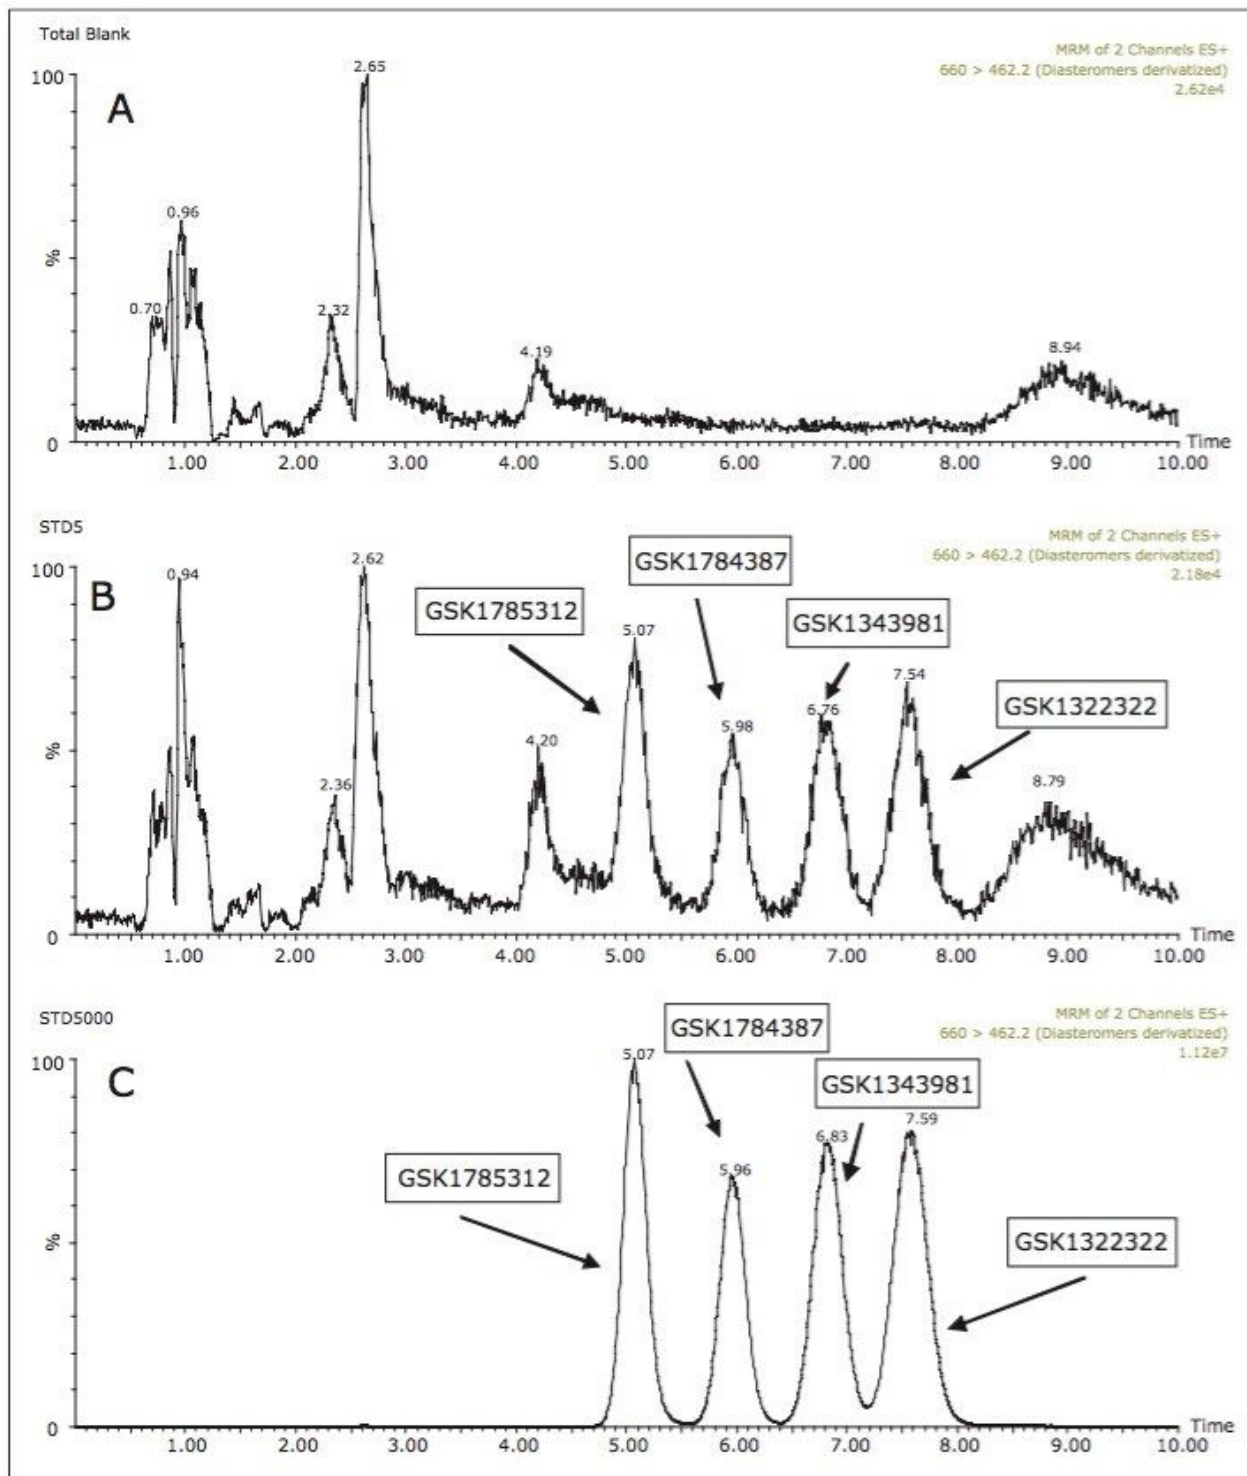 Total Blank
MRM of 2 Channels ES+
660 > 462.2 (Diasteromers derivatized)
2.62e4
A
100
%
0
0.70
0.96
2.32
2.65
4.19
8.94
1.00 2.00 3.00 4.00 5.00 6.00 7.00 8.00 9.00 10.00
Time
STD5
MRM of 2 Channels ES+
660 > 462.2 (Diasteromers derivatized)
2.18e4
B
100
%
0
GSK1785312
GSK1784387
GSK1343981
GSK1322322
0.94
2.36
2.62
4.20
5.07
5.98
6.76
7.54
8.79
1.00 2.00 3.00 4.00 5.00 6.00 7.00 8.00 9.00 10.00
Time
STD5000
MRM of 2 Channels ES+
660 > 462.2 (Diasteromers derivatized)
1.12e7
C
100
%
0
GSK1785312
GSK1784387
GSK1343981
GSK1322322
5.07
5.96
6.83
7.59
1.00 2.00 3.00 4.00 5.00 6.00 7.00 8.00 9.00 10.00
Time